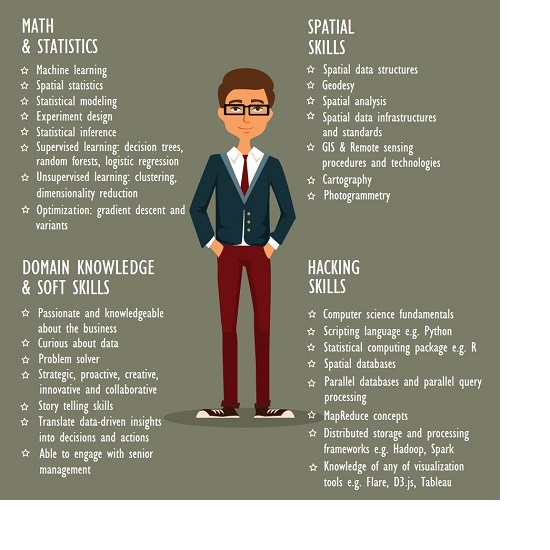 MATH
& STATISTICS
Machine learning
Spatial statistics
Statistical modeling
Experiment design
Statistical inference
Supervised learning: decision trees,
random forests, logistic regression
Unsupervised learning: clustering,
dimensionality reduction
Optimization: gradient descent and
variants
SPATIAL
SKILLS
Spatial data structures
Geodesy
Spatial analysis
Spatial data infrastructures
and standards
GIS & Remote sensing
procedures and technologies
Cartography
Photogrammetry
DOMAIN KNOWLEDGE
& SOFT SKILLS
Passionate and knowledgeable
about the business
Curious about data
Problem solver
Strategic, proactive, creative,
innovative and collaborative
Story telling skills
Translate data-driven insights
into decisions and actions
Able to engage with senior
management
HACKING
SKILLS
Computer science fundamentals
Scripting language e.g. Python
Statistical computing package e.g. R
Spatial databases
Parallel databases and parallel query
processing
MapReduce concepts
Distributed storage and processing
frameworks e.g. Hadoop, Spark
Knowledge of any of visualization
tools e.g. Flare, D3.js, Tableau